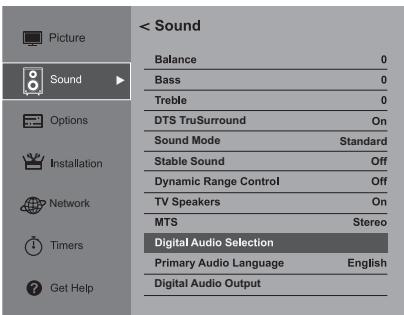 Picture
Sound
Options
Installation
Network
Timers
Get Help
< Sound
Balance 0
Bass 0
Treble 0
DTS TruSurround On
Sound Mode Standard
Stable Sound Off
Dynamic Range Control Off
TV Speakers On
MTS Stereo
Digital Audio Selection
Primary Audio Language English
Digital Audio Output